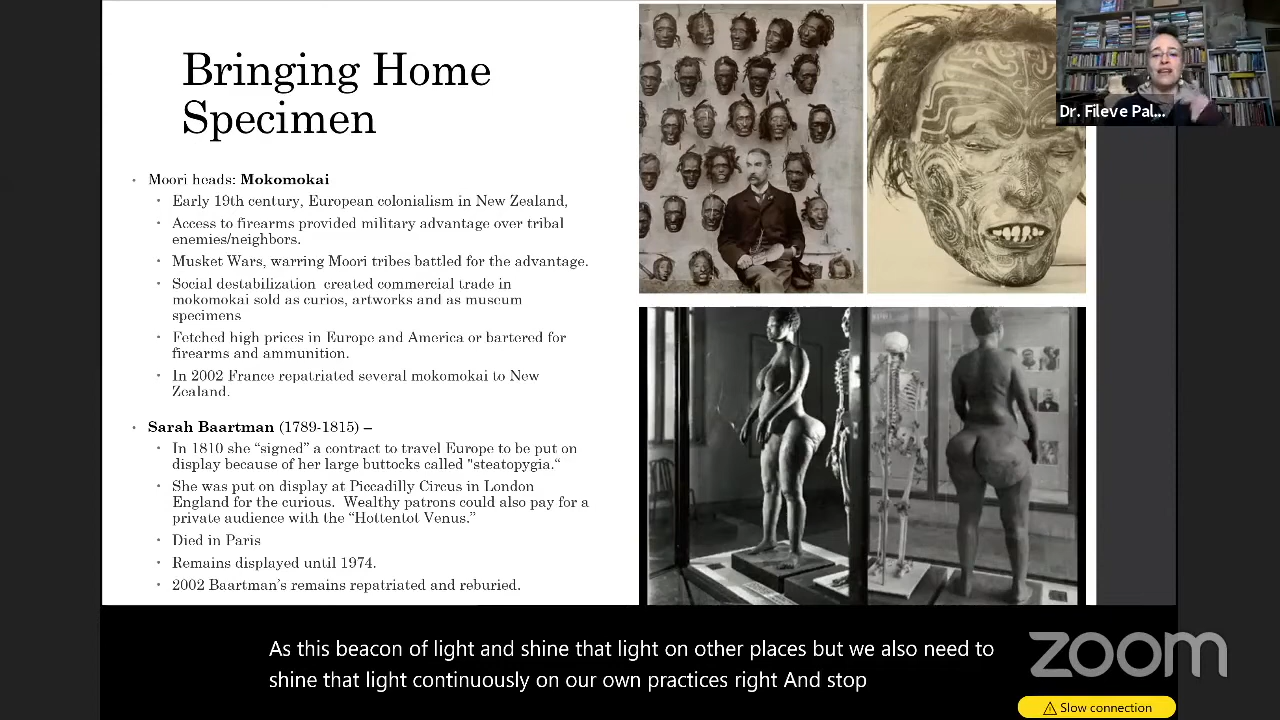 Bringing Home
Specimen
• Moori heads: Mokomokai
• Early 19th century, European colonialism in New Zealand,
• Access to firearms provided military advantage over tribal
enemies/neighbors.
• Musket Wars, warring Moori tribes battled for the advantage.
• Social destabilization created commercial trade in
mokomokai sold as curios, artworks and as museum
specimens
• Fetched high prices in Europe and America or bartered for
firearms and ammunition.
• In 2002 France repatriated several mokomokai to New
Zealand.
• Sarah Baartman (1789-1815) –
• In 1810 she “signed” a contract to travel Europe to be put on
display because of her large buttocks called "steatopygia.“
• She was put on display at Piccadilly Circus in London
England for the curious. Wealthy patrons could also pay for a
private audience with the “Hottentot Venus.”
• Died in Paris
• Remains displayed until 1974.
• 2002 Baartman’s remains repatriated and reburied.
Dr. Fileve Pal...
As this beacon of light and shine that light on other places but we also need to
shine that light continuously on our own practices right And stop
zoom
Slow connection